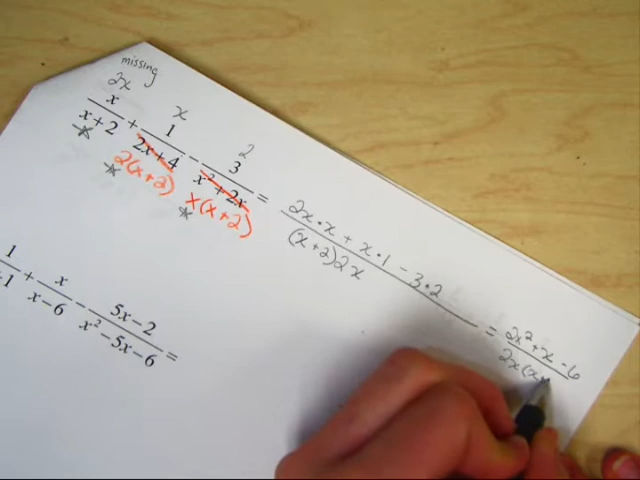 missing
2x x 2
x/(x+2) + 1/(2x+4) - 3/(x²+2x) = (2x·x + x·1 - 3·2)/((x+2)2x) = (2x²+x-6)/(2x(x+
* 2(x+2) x(x+2)
* *
1/ + x/(x-6) - (5x-2)/(x²-5x-6) =